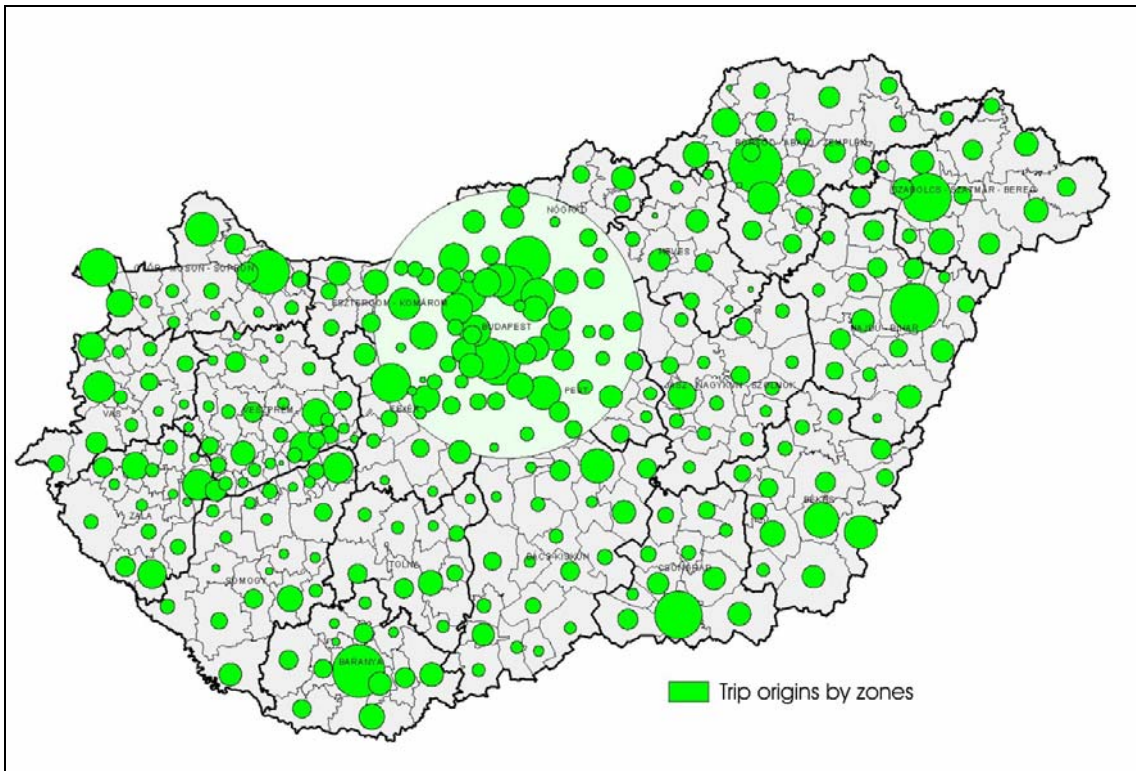 BORSOD - ABAÚJ - ZEMPLÉN
SZABOLCS - SZATMÁR - BEREG
NÓGRÁD
HEVES
GYŐR - MOSON - SOPRON
ESZTERGOM - KOMÁROM
BUDAPEST
HAJDU - BIHAR
PEST
JÁSZ - NAGYKUN - SZOLNOK
VAS
VESZPRÉM
FEJÉR
ZALA
BÉKÉS
SOMOGY
TOLNA
BÁCS-KISKUN
CSONGRÁD
BARANYA
Trip origins by zones